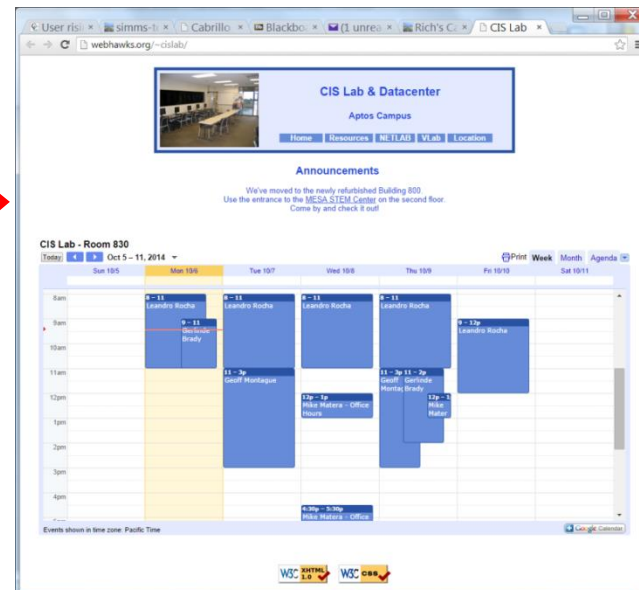 User risi
simms-te
Cabrillo
Blackbo
(1 unrea
Rich's Ca
CIS Lab
webhawks.org/~cislab/
CIS Lab & Datacenter
Aptos Campus
Home Resources NETLAB VLab Location
Announcements
We've moved to the newly refurbished Building 800.
Use the entrance to the MESA STEM Center on the second floor.
Come by and check it out!
CIS Lab - Room 830
Today Oct 5 – 11, 2014 Print Week Month Agenda
Sun 10/5 Mon 10/6 Tue 10/7 Wed 10/8 Thu 10/9 Fri 10/10 Sat 10/11
8am
8 – 11
Leandro Rocha
8 – 11
Leandro Rocha
8 – 11
Leandro Rocha
8 – 11
Leandro Rocha
9am
9 – 11
Gerlinde
Brady
9 – 12p
Leandro Rocha
10am
11am
11 – 3p
Geoff Montague
11 – 3p
Geoff
Montag
11 – 2p
Gerlinde
Brady
12pm
12p – 1p
Mike Matera - Office
Hours
12p – 1
Mike
Mater
1pm
2pm
3pm
4pm
4:30p – 5:30p
Mike Matera - Office
Events shown in time zone: Pacific Time
Google Calendar
W3C XHTML 1.0
W3C CSS